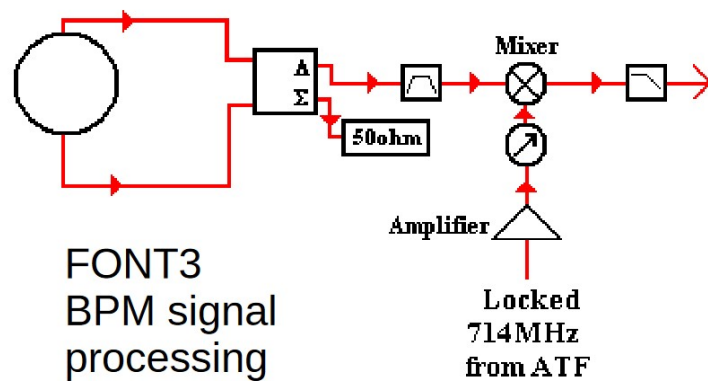 Mixer
Δ
Σ
50ohm
Amplifier
Locked
714MHz
from ATF
FONT3
BPM signal
processing